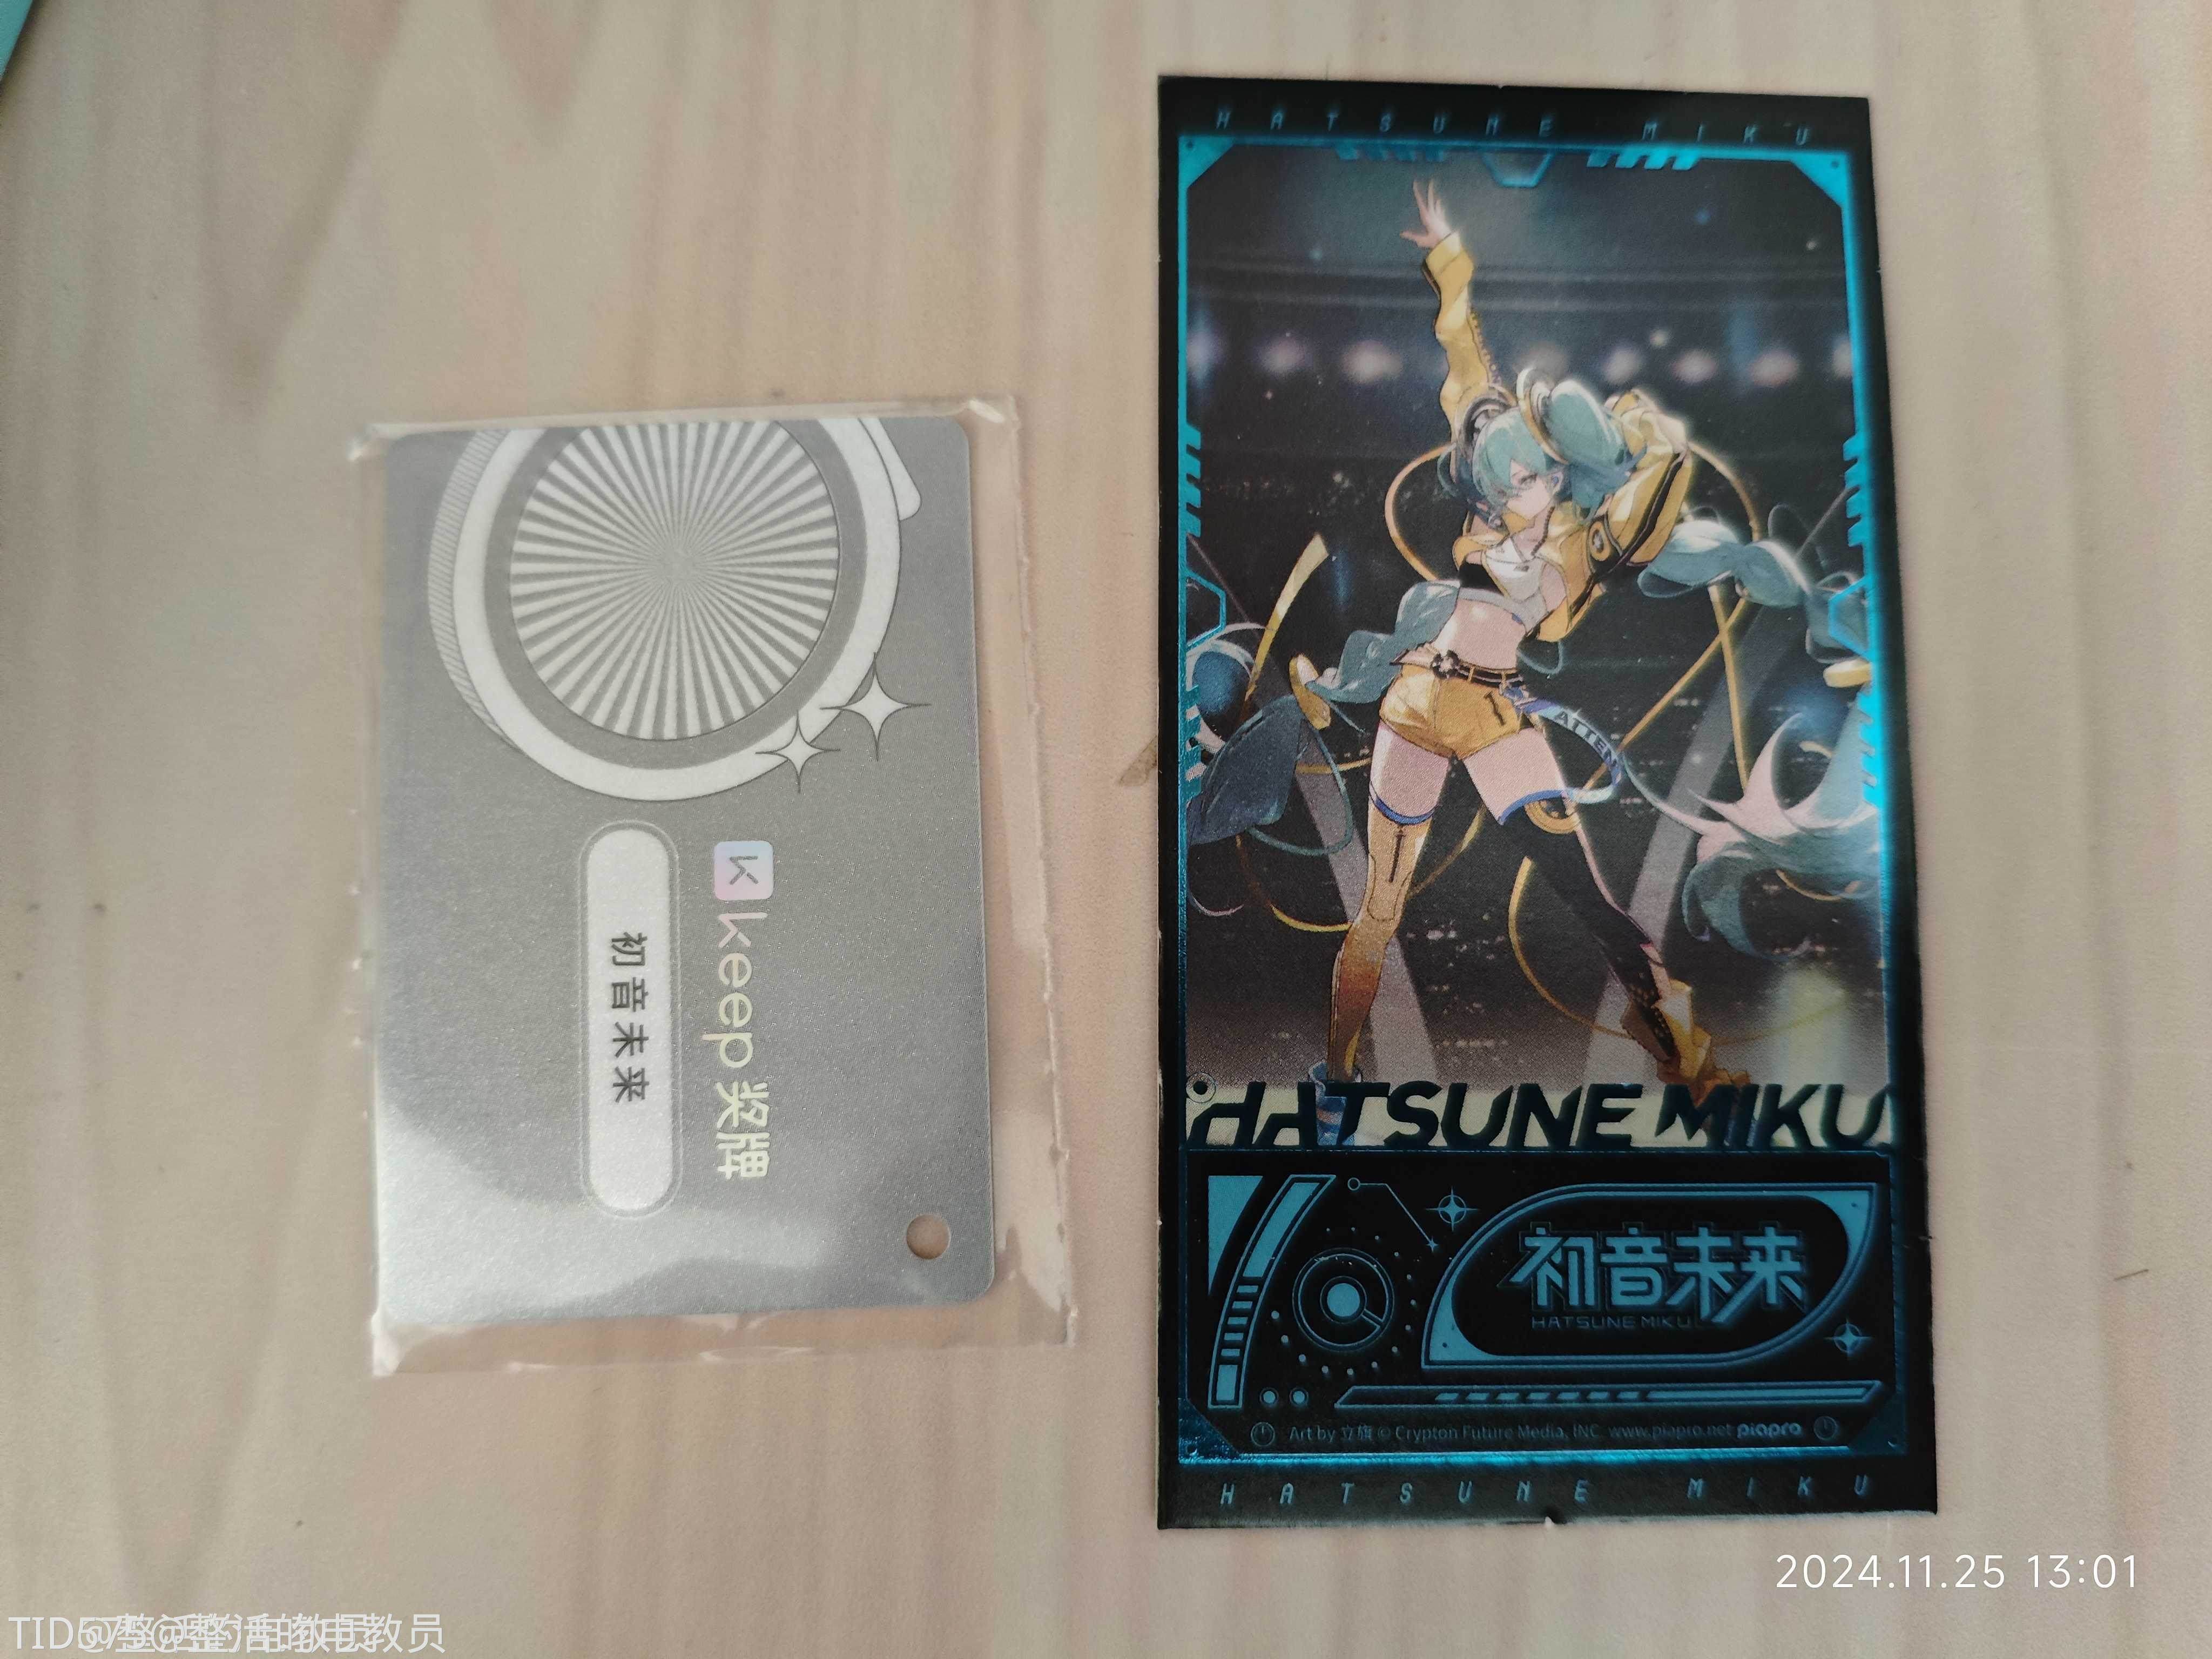 keep 奖牌
初音未来
HATSUNE MIKU
ATTEN
HATSUNE MIKU
初音未来
HATSUNE MIKU
Art by 立旗 © Crypton Future Media, INC. www.piapro.net piapro
HATSUNE MIKU
2024.11.25 13:01